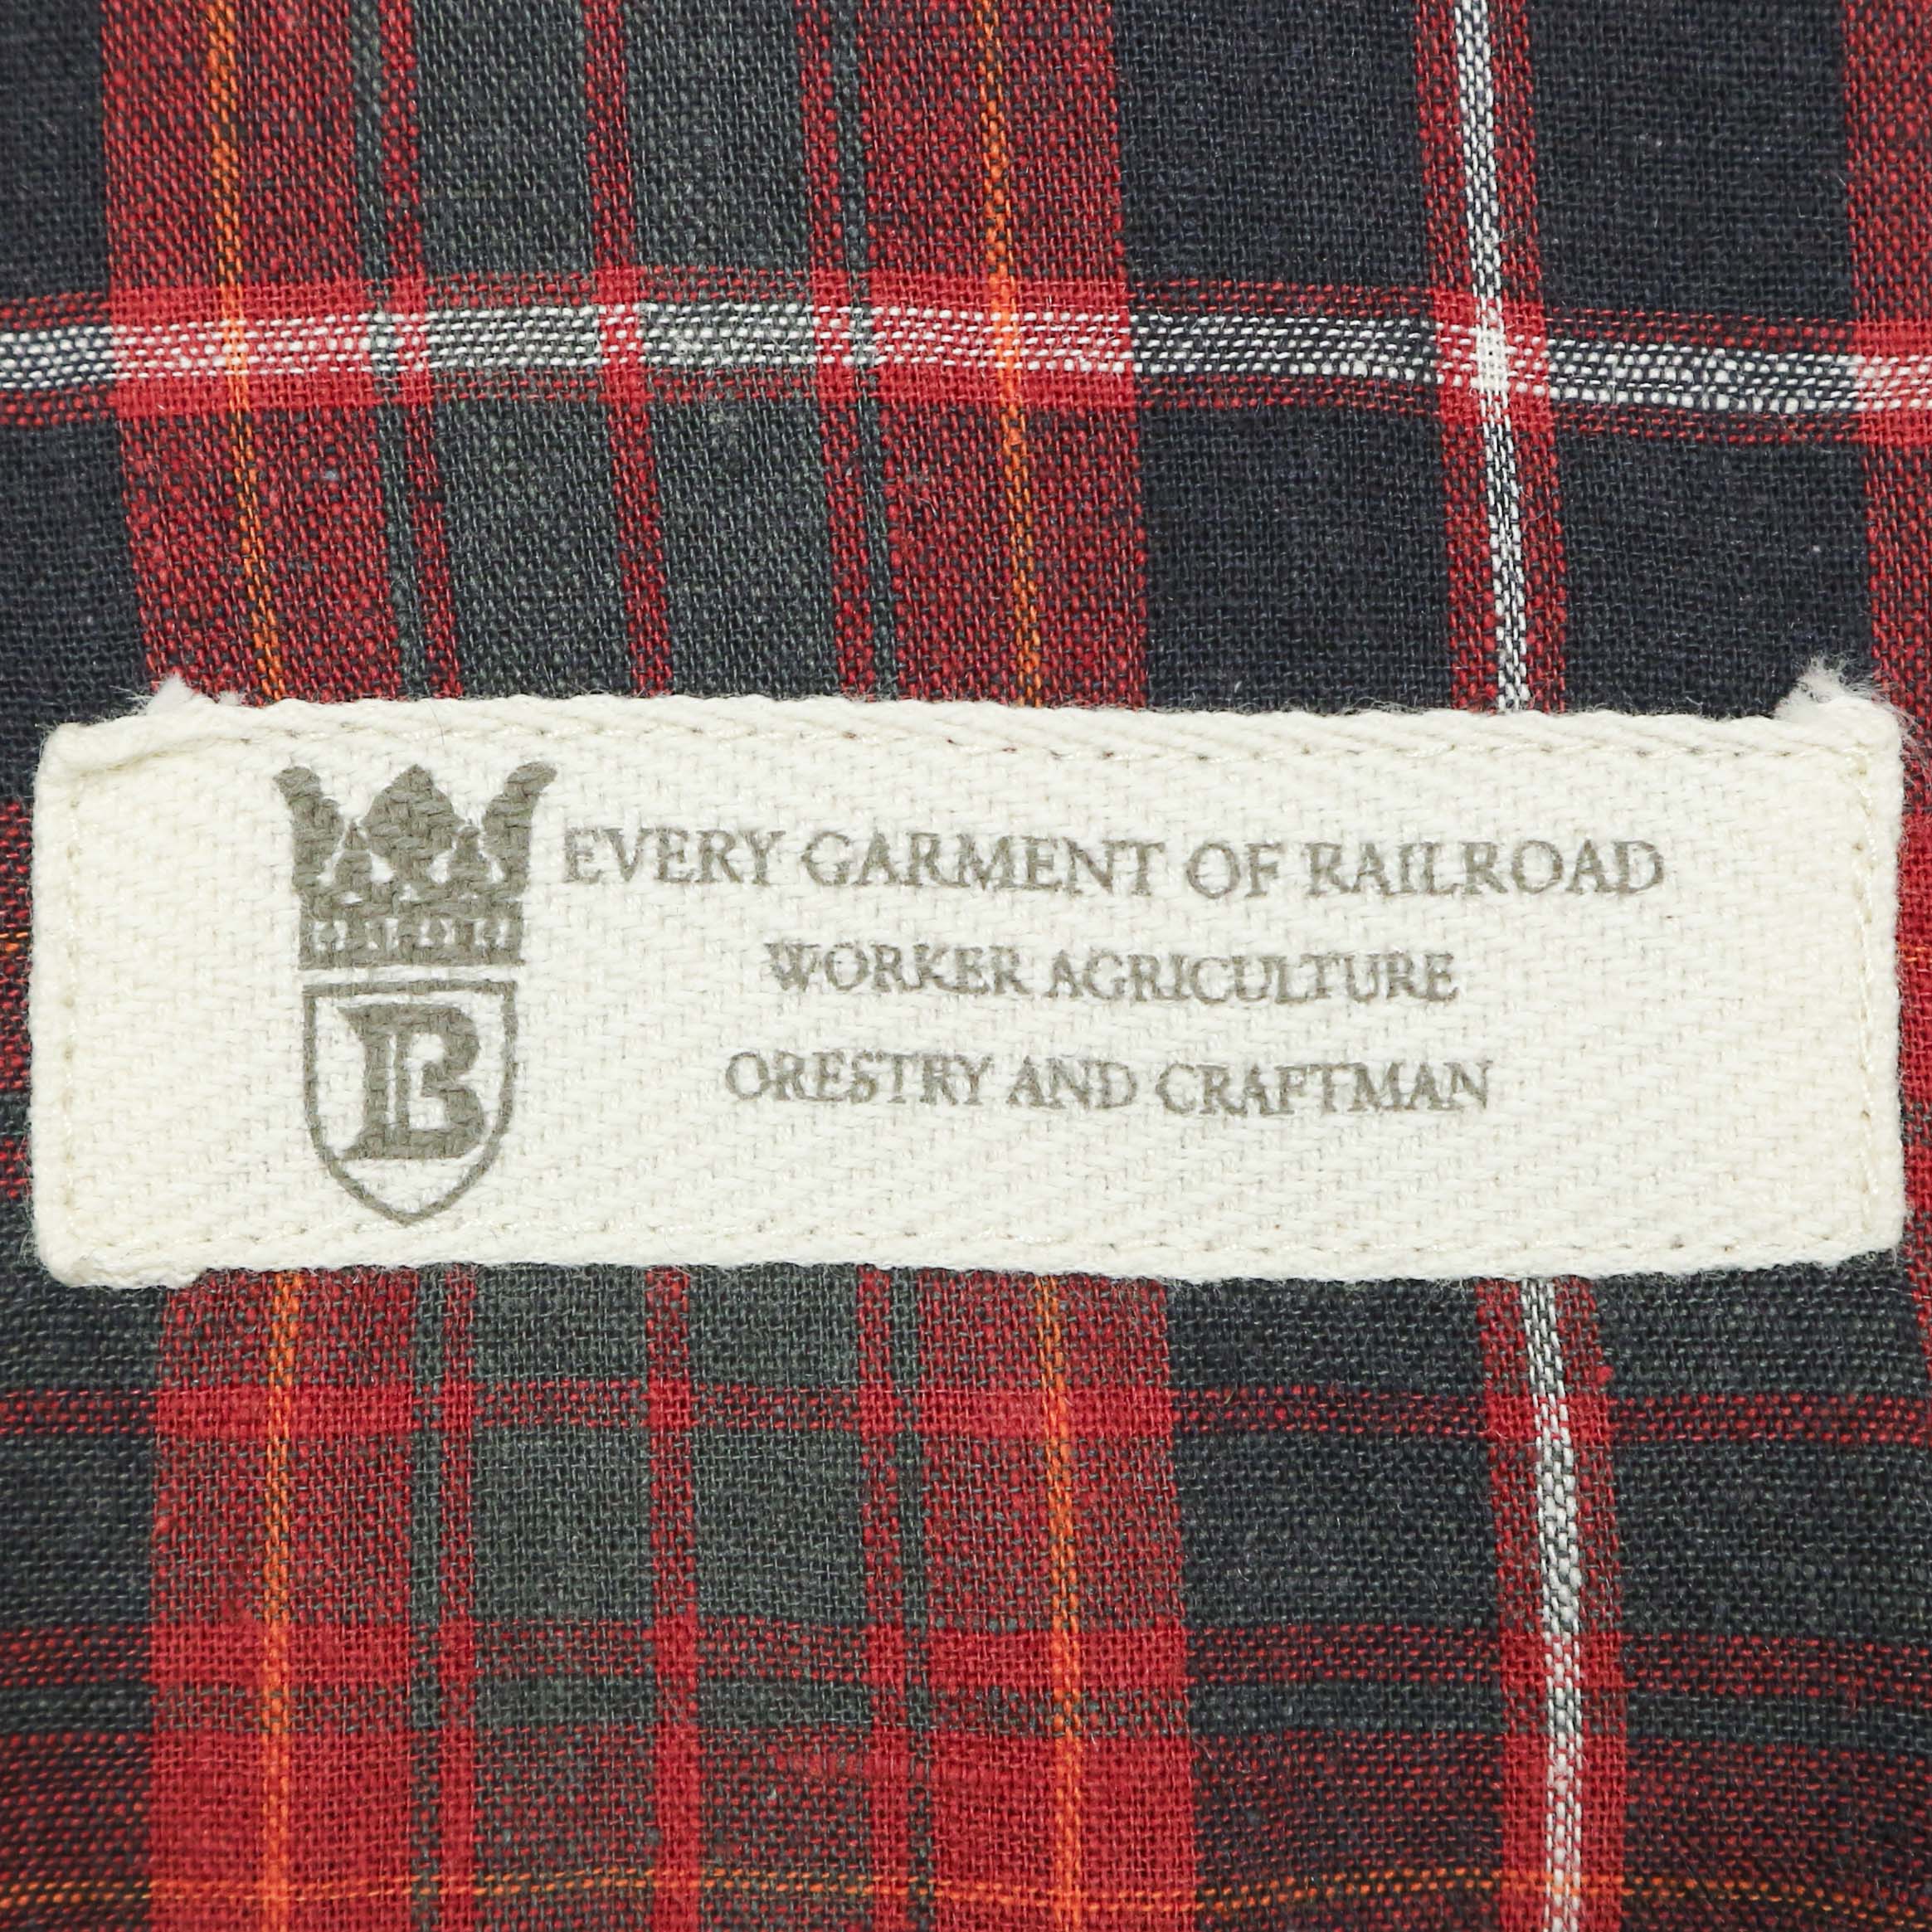 EVERY GARMENT OF RAILROAD
WORKER AGRICULTURE
ORESTRY AND CRAFTMAN
B